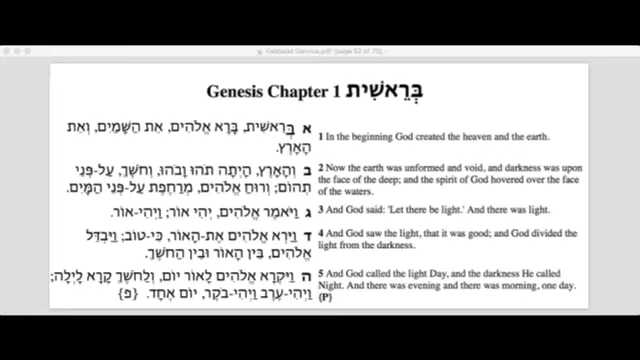 Kabbalat Service.pdf (page 62 of 70)
Genesis Chapter 1 בְּרֵאשִׁית
א בְּרֵאשִׁית, בָּרָא אֱלֹהִים, אֵת הַשָּׁמַיִם, וְאֵת
הָאָרֶץ.
1 In the beginning God created the heaven and the earth.
ב וְהָאָרֶץ, הָיְתָה תֹהוּ וָבֹהוּ, וְחֹשֶׁךְ, עַל-פְּנֵי
תְהוֹם; וְרוּחַ אֱלֹהִים, מְרַחֶפֶת עַל-פְּנֵי הַמָּיִם.
2 Now the earth was unformed and void, and darkness was upon
the face of the deep; and the spirit of God hovered over the face
of the waters.
ג וַיֹּאמֶר אֱלֹהִים, יְהִי אוֹר; וַיְהִי-אוֹר.
3 And God said: 'Let there be light.' And there was light.
ד וַיַּרְא אֱלֹהִים אֶת-הָאוֹר, כִּי-טוֹב; וַיַּבְדֵּל
אֱלֹהִים, בֵּין הָאוֹר וּבֵין הַחֹשֶׁךְ.
4 And God saw the light, that it was good; and God divided the
light from the darkness.
ה וַיִּקְרָא אֱלֹהִים לָאוֹר יוֹם, וְלַחֹשֶׁךְ קָרָא לָיְלָה;
וַיְהִי-עֶרֶב וַיְהִי-בֹקֶר, יוֹם אֶחָד. {פ}
5 And God called the light Day, and the darkness He called
Night. And there was evening and there was morning, one day.
{P}